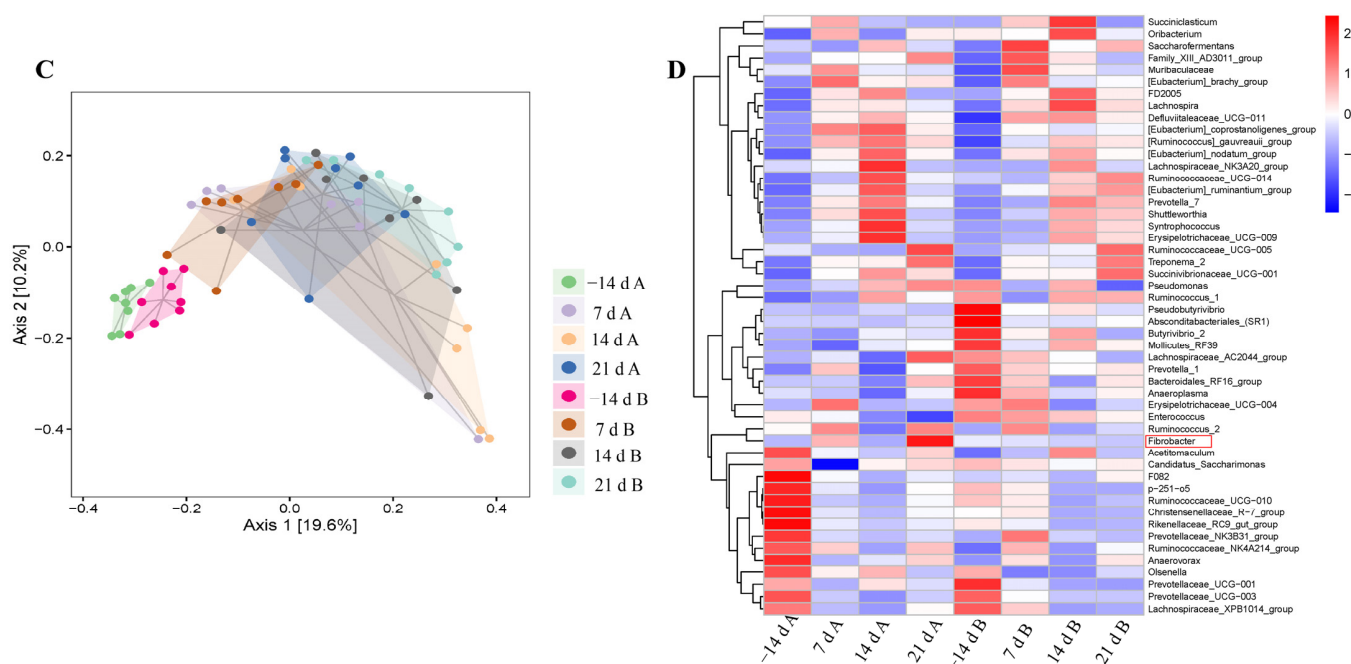 C
0.2
0.0
−0.2
−0.4
Axis 2 [10.2%]
−0.4
−0.2
0.0
0.2
0.4
Axis 1 [19.6%]
−14 d A
7 d A
14 d A
21 d A
−14 d B
7 d B
14 d B
21 d B
D
Succiniclasticum
Oribacterium
Saccharofermentans
Family_XIII_AD3011_group
Muribaculaceae
[Eubacterium]_brachy_group
FD2005
Lachnospira
Defluviitaleaceae_UCG−011
[Eubacterium]_coprostanoligenes_group
[Ruminococcus]_gauvreauii_group
[Eubacterium]_nodatum_group
Lachnospiraceae_NK3A20_group
Ruminococcaceae_UCG−014
[Eubacterium]_ruminantium_group
Prevotella_7
Shuttleworthia
Syntrophococcus
Erysipelotrichaceae_UCG−009
Ruminococcaceae_UCG−005
Treponema_2
Succinivibrionaceae_UCG−001
Pseudomonas
Ruminococcus_1
Pseudobutyrivibrio
Absconditabacteriales_(SR1)
Butyrivibrio_2
Mollicutes_RF39
Lachnospiraceae_AC2044_group
Prevotella_1
Bacteroidales_RF16_group
Anaeroplasma
Erysipelotrichaceae_UCG−004
Enterococcus
Ruminococcus_2
Fibrobacter
Acetitomaculum
Candidatus_Saccharimonas
F082
p−251−o5
Ruminococcaceae_UCG−010
Christensenellaceae_R−7_group
Rikenellaceae_RC9_gut_group
Prevotellaceae_NK3B31_group
Ruminococcaceae_NK4A214_group
Anaerovorax
Olsenella
Prevotellaceae_UCG−001
Prevotellaceae_UCG−003
Lachnospiraceae_XPB1014_group
−14 d A
7 d A
14 d A
21 d A
-14 d B
7 d B
14 d B
21 d B
2
1
0
−
−